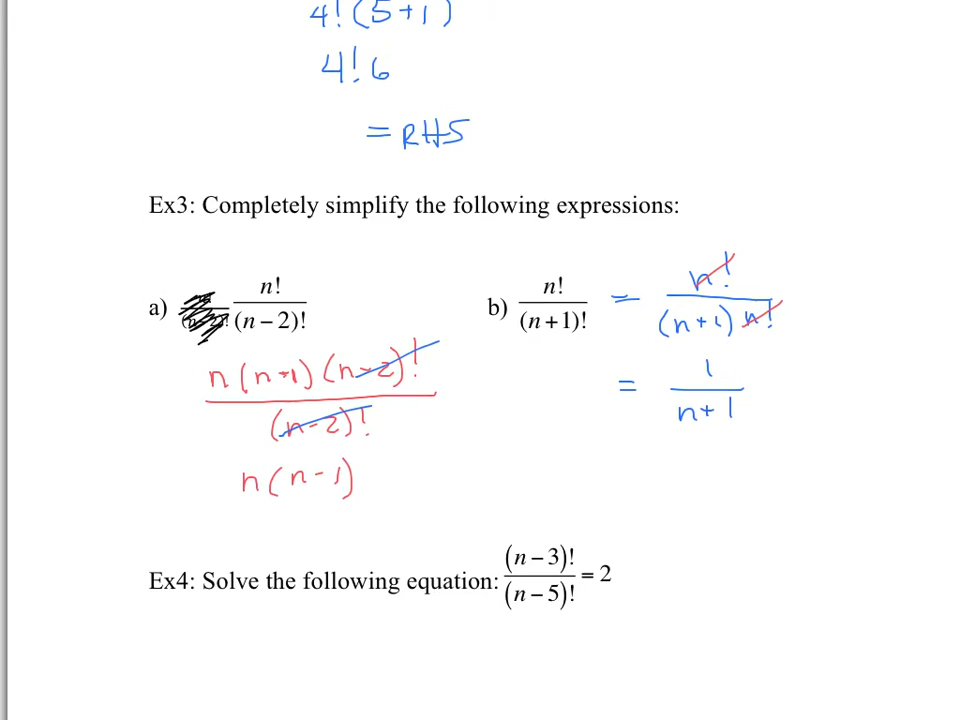 4!(5+1)
4!6
= RHS
Ex3: Completely simplify the following expressions:
a) n!/(n − 2)!
n(n-1)(n-2)!/(n-2)!
n(n-1)
b) n!/(n+1)! = n!/(n+1)n!
= 1/n+1
Ex4: Solve the following equation: (n−3)!/(n−5)! = 2